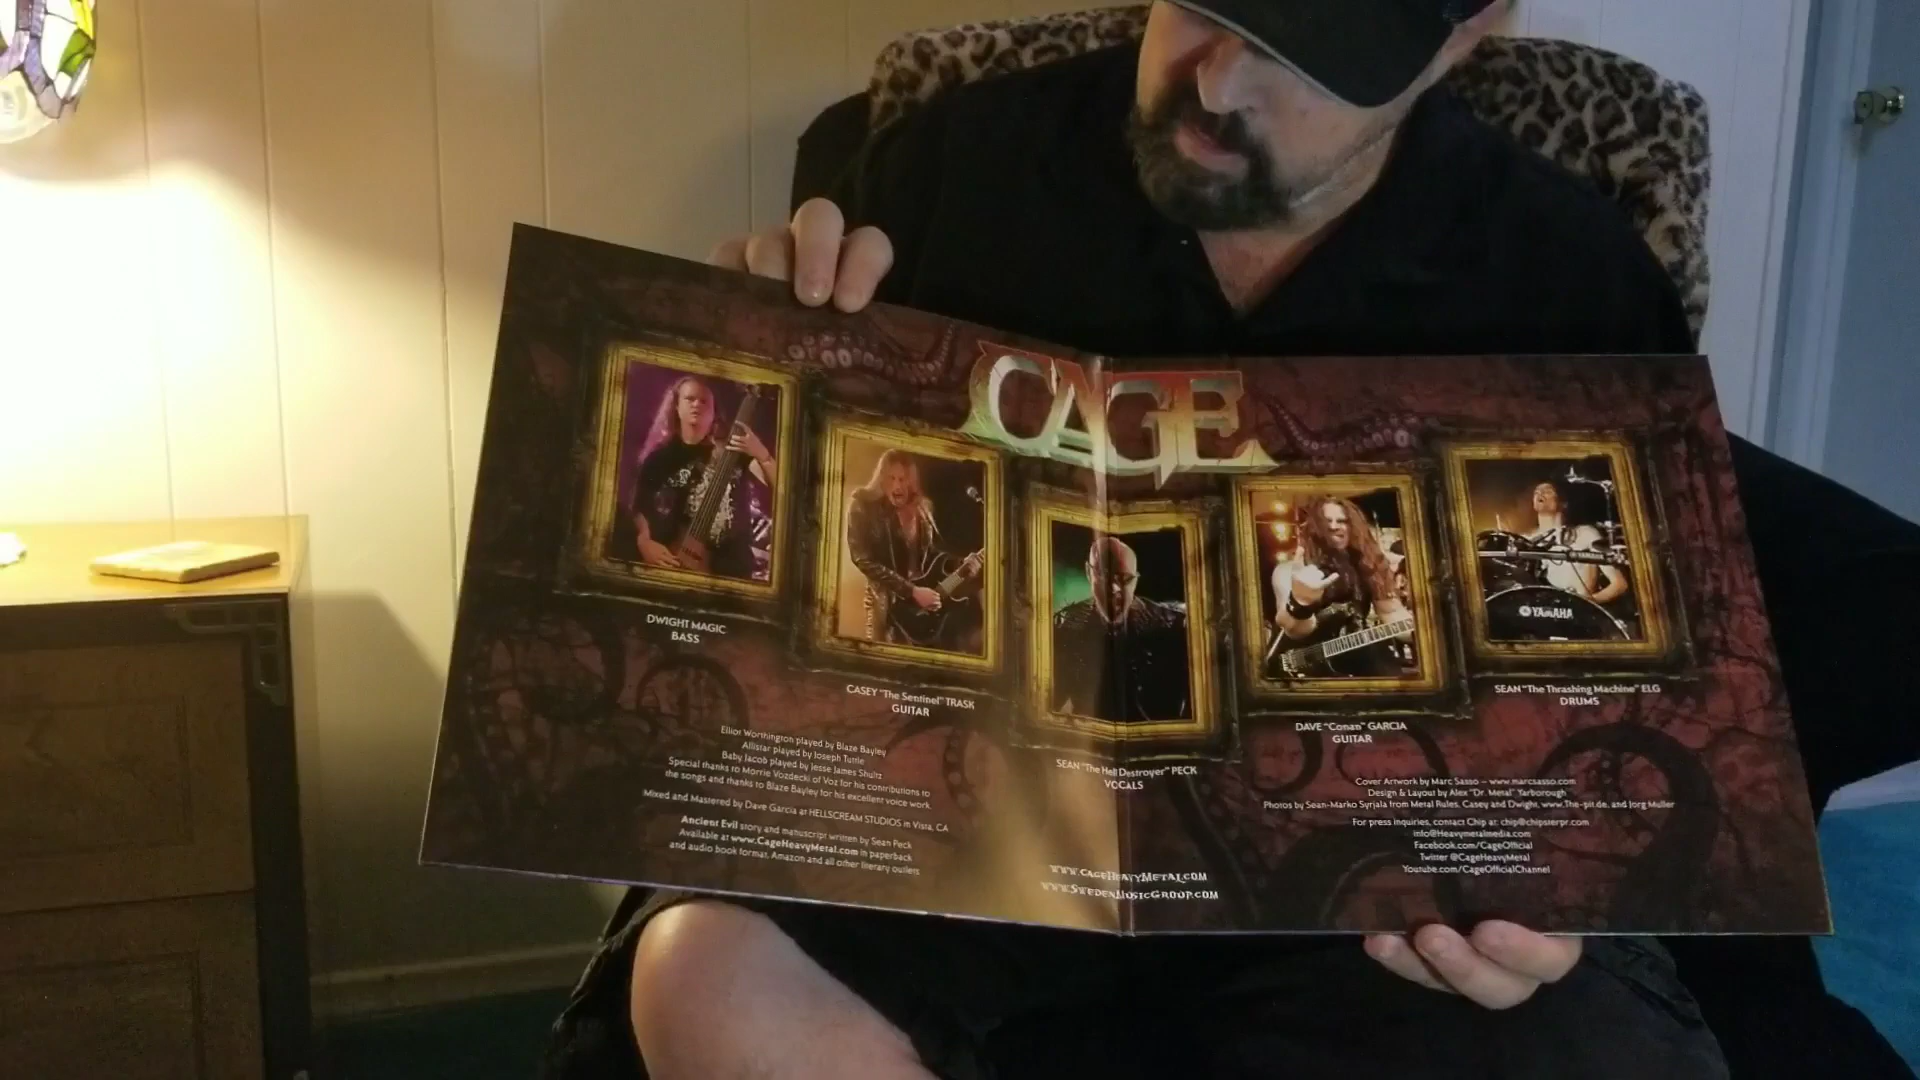 CAGE
DWIGHT MAGIC
BASS
CASEY "The Sentinel" TRASK
GUITAR
SEAN "The Hell Destroyer" PECK
VOCALS
DAVE "Conan" GARCIA
GUITAR
YAMAHA
YAMAHA
SEAN "The Thrashing Machine" ELG
DRUMS
Elliot Worthington played by Blaze Bayley
Allistar played by Joseph Tuttle
Baby Jacob played by Jesse James Shultz
Special thanks to Morrie Vozdecki of Voz for his contributions to
the songs and thanks to Blaze Bayley for his excellent voice work.
Mixed and Mastered by Dave Garcia at HELLSCREAM STUDIOS in Vista, CA
Ancient Evil story and manuscript written by Sean Peck
Available at www.CageHeavyMetal.com in paperback
and audio book format, Amazon and all other literary outlets
www.CageHeavyMetal.com
www.SwedenMusicGroup.com
Cover Artwork by Marc Sasso – www.marcsasso.com
Design & Layout by Alex "Dr. Metal" Yarborough
Photos by Sean-Marko Syrjala from Metal Rules, Casey and Dwight, www.The-pit.de, and Jorg Muller
For press inquiries, contact Chip at: chip@chipsterpr.com
info@Heavymetalmedia.com
Facebook.com/CageOfficial
Twitter @CageHeavyMetal
Youtube.com/CageOfficialChannel